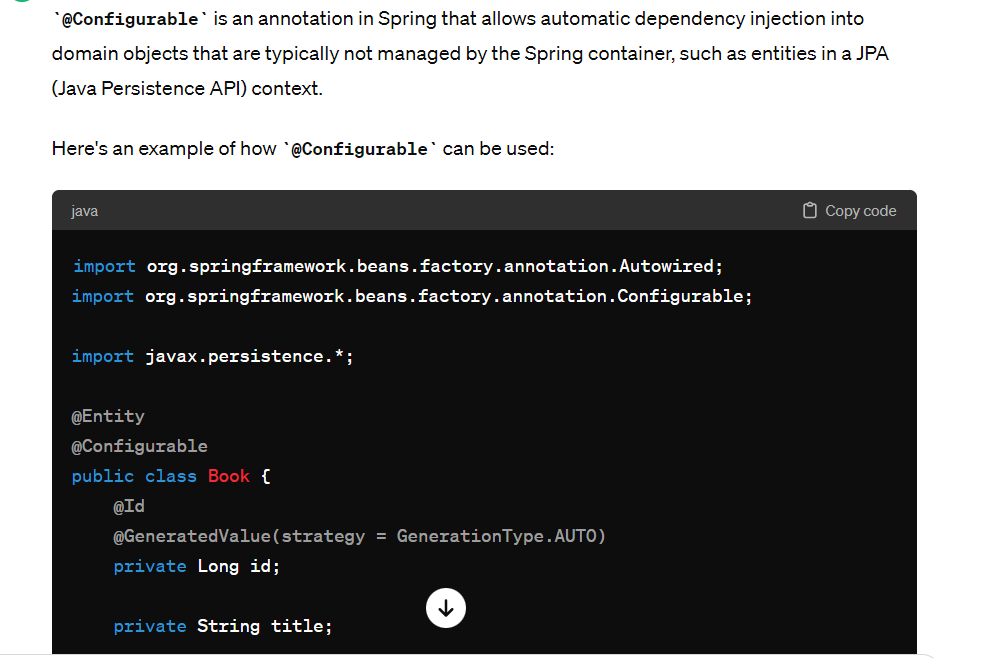 `@Configurable` is an annotation in Spring that allows automatic dependency injection into
domain objects that are typically not managed by the Spring container, such as entities in a JPA
(Java Persistence API) context.
Here's an example of how `@Configurable` can be used:
java Copy code
import org.springframework.beans.factory.annotation.Autowired;
import org.springframework.beans.factory.annotation.Configurable;
import javax.persistence.*;
@Entity
@Configurable
public class Book {
@Id
@GeneratedValue(strategy = GenerationType.AUTO)
private Long id;
private String title;